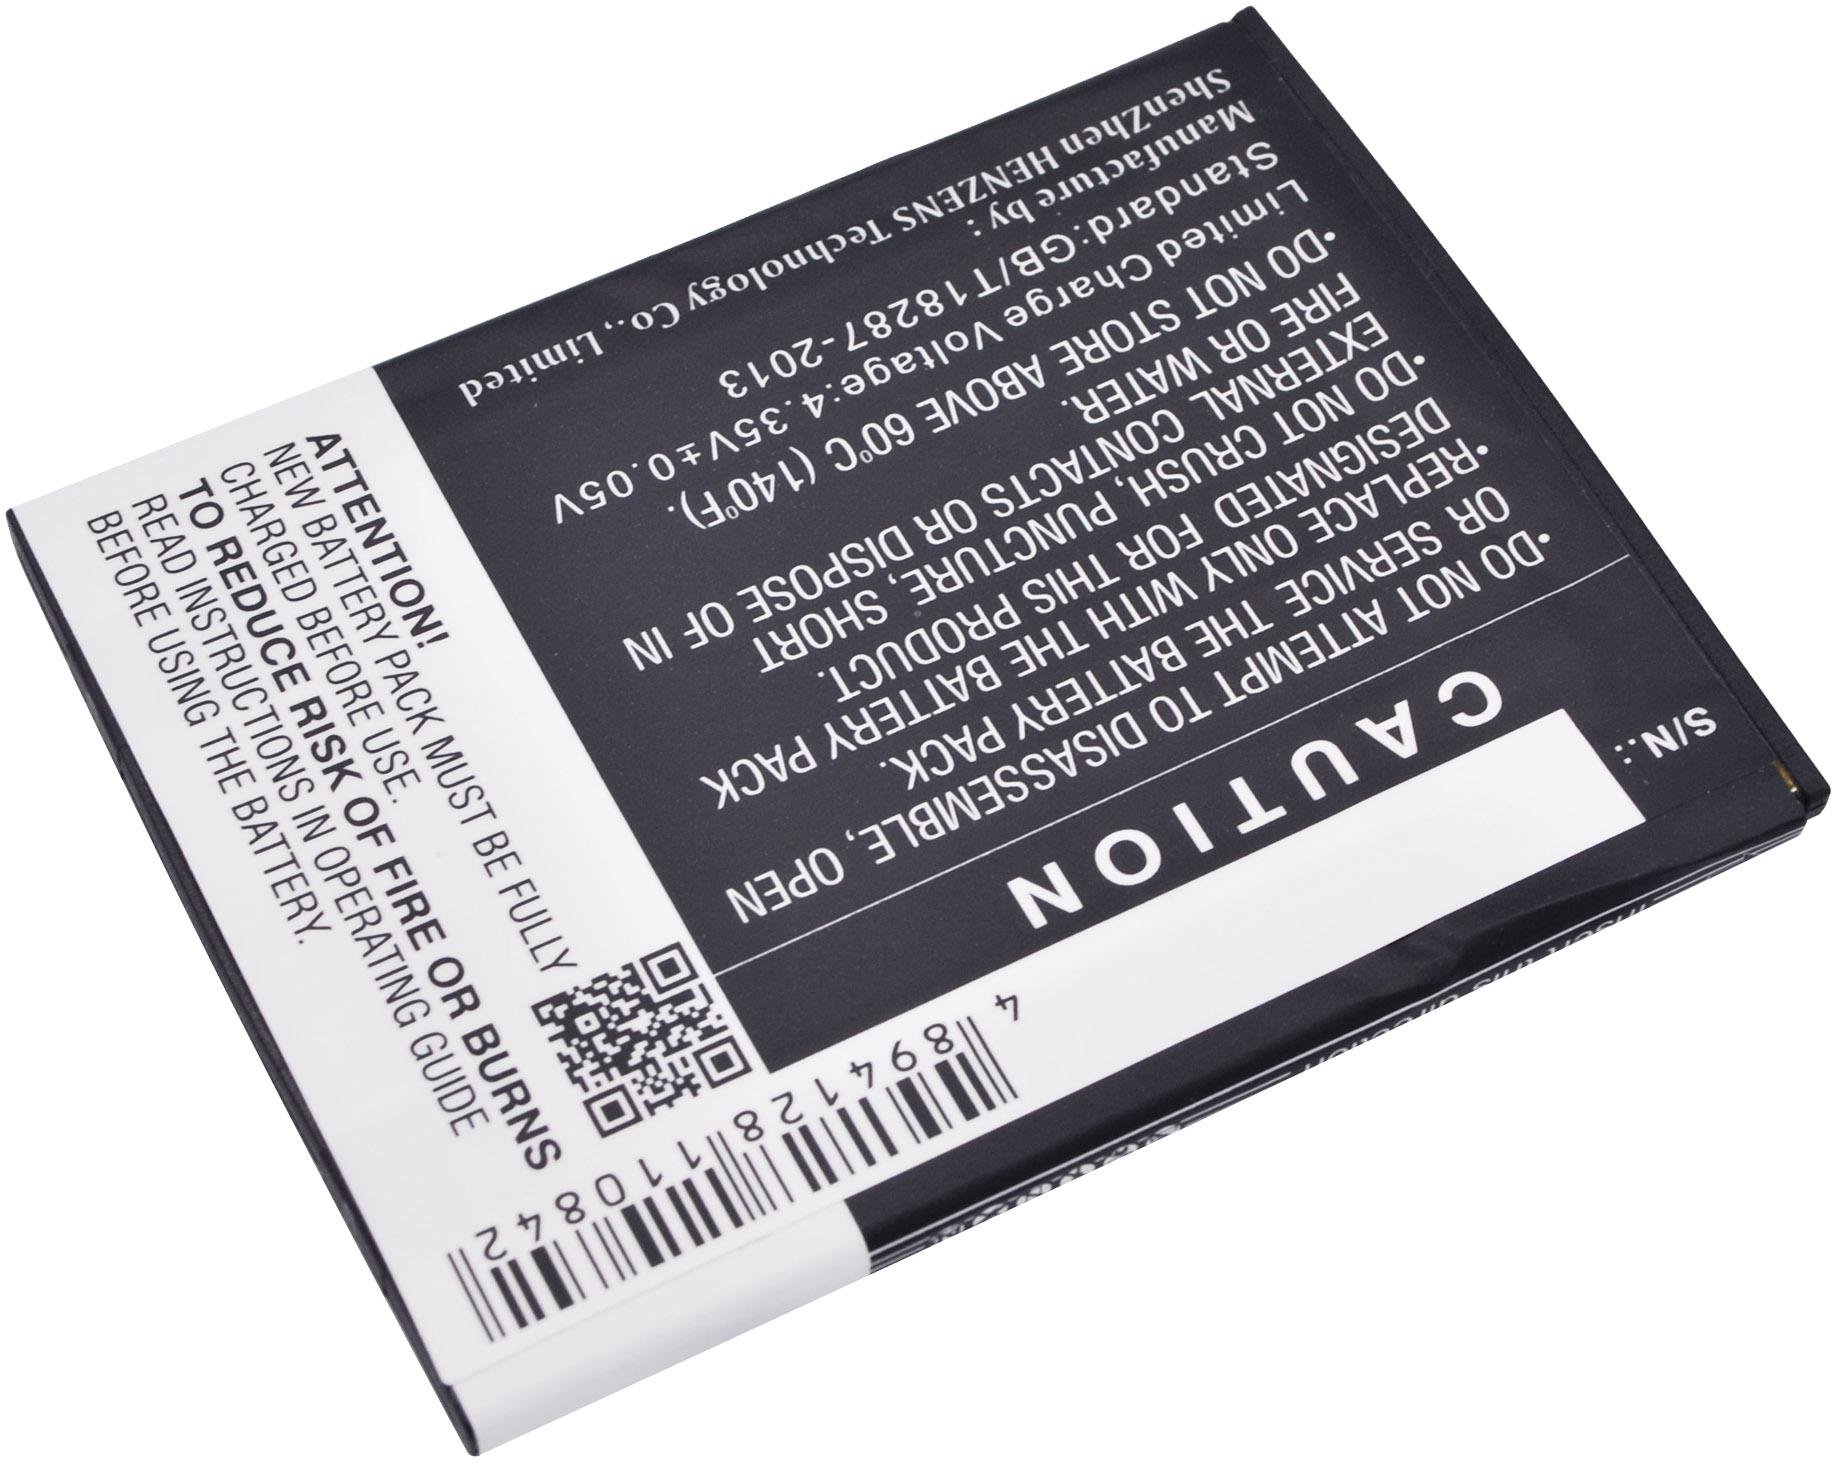 S/N.:
CAUTION
•DO NOT ATTEMPT TO DISASSEMBLE, OPEN
OR SERVICE THE BATTERY PACK.
•REPLACE ONLY WITH THE BATTERY PACK
DESIGNATED FOR THIS PRODUCT.
•DO NOT CRUSH, PUNCTURE, SHORT
EXTERNAL CONTACTS OR DISPOSE OF IN
FIRE OR WATER.
•DO NOT STORE ABOVE 60°C (140°F).
Limited Charge Voltage:4.35V±0.05V
Standard:GB/T18287-2013
Manufacture by:
ShenZhen HENZENS Technology Co., Limited
ATTENTION!
NEW BATTERY PACK MUST BE FULLY
CHARGED BEFORE USE.
TO REDUCE RISK OF FIRE OR BURNS
READ INSTRUCTIONS IN OPERATING GUIDE
BEFORE USING THE BATTERY.
4 894128 110842
Insert this direction